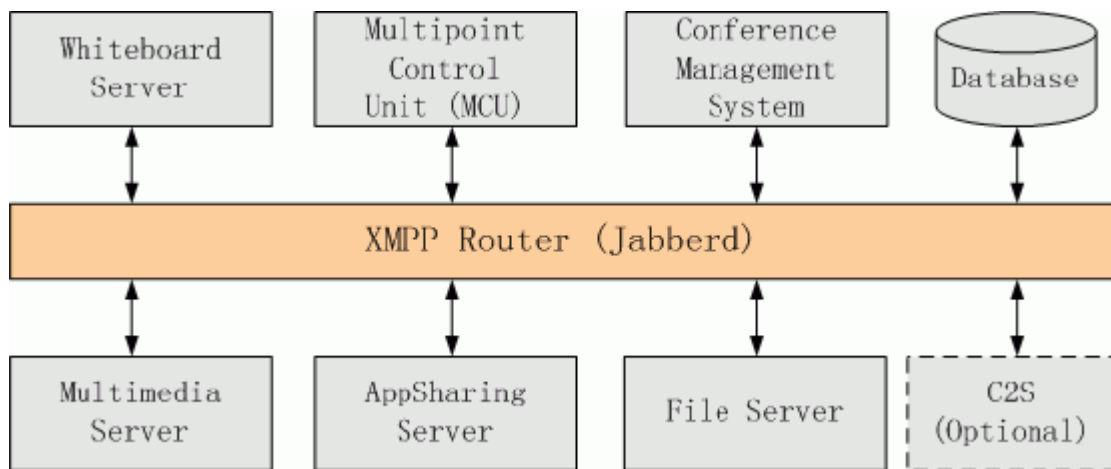 Whiteboard
Server
Multipoint
Control
Unit (MCU)
Conference
Management
System
Database
XMPP Router (Jabberd)
Multimedia
Server
AppSharing
Server
File Server
C2S
(Optional)